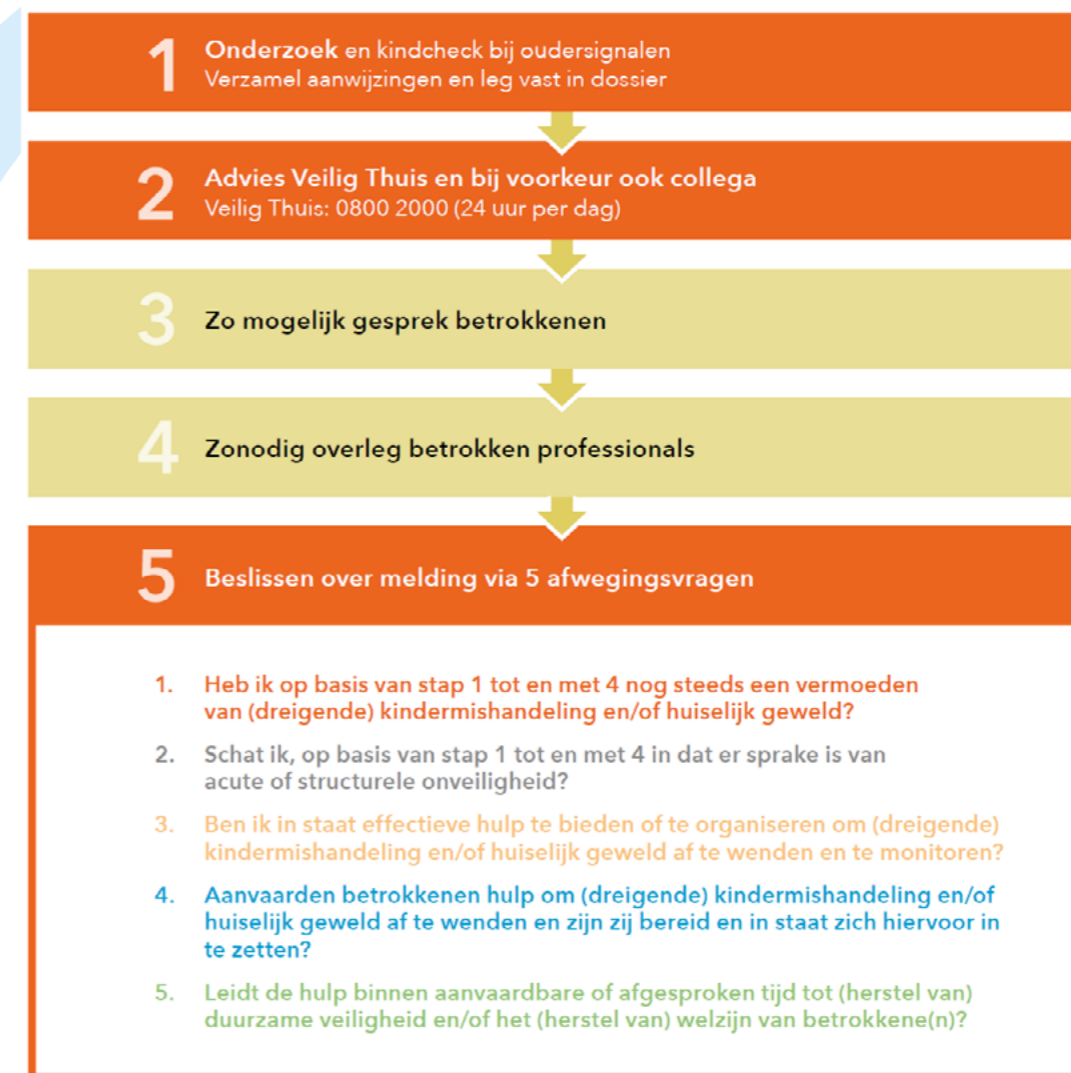 1
Onderzoek en kindcheck bij oudersignalen
Verzamel aanwijzingen en leg vast in dossier
2
Advies Veilig Thuis en bij voorkeur ook collega
Veilig Thuis: 0800 2000 (24 uur per dag)
3
Zo mogelijk gesprek betrokkenen
4
Zonodig overleg betrokken professionals
5
Beslissen over melding via 5 afwegingsvragen
1. Heb ik op basis van stap 1 tot en met 4 nog steeds een vermoeden
van (dreigende) kindermishandeling en/of huiselijk geweld?
2. Schat ik, op basis van stap 1 tot en met 4 in dat er sprake is van
acute of structurele onveiligheid?
3. Ben ik in staat effectieve hulp te bieden of te organiseren om (dreigende)
kindermishandeling en/of huiselijk geweld af te wenden en te monitoren?
4. Aanvaarden betrokkenen hulp om (dreigende) kindermishandeling en/of
huiselijk geweld af te wenden en zijn zij bereid en in staat zich hiervoor in
te zetten?
5. Leidt de hulp binnen aanvaardbare of afgesproken tijd tot (herstel van)
duurzame veiligheid en/of het (herstel van) welzijn van betrokkene(n)?